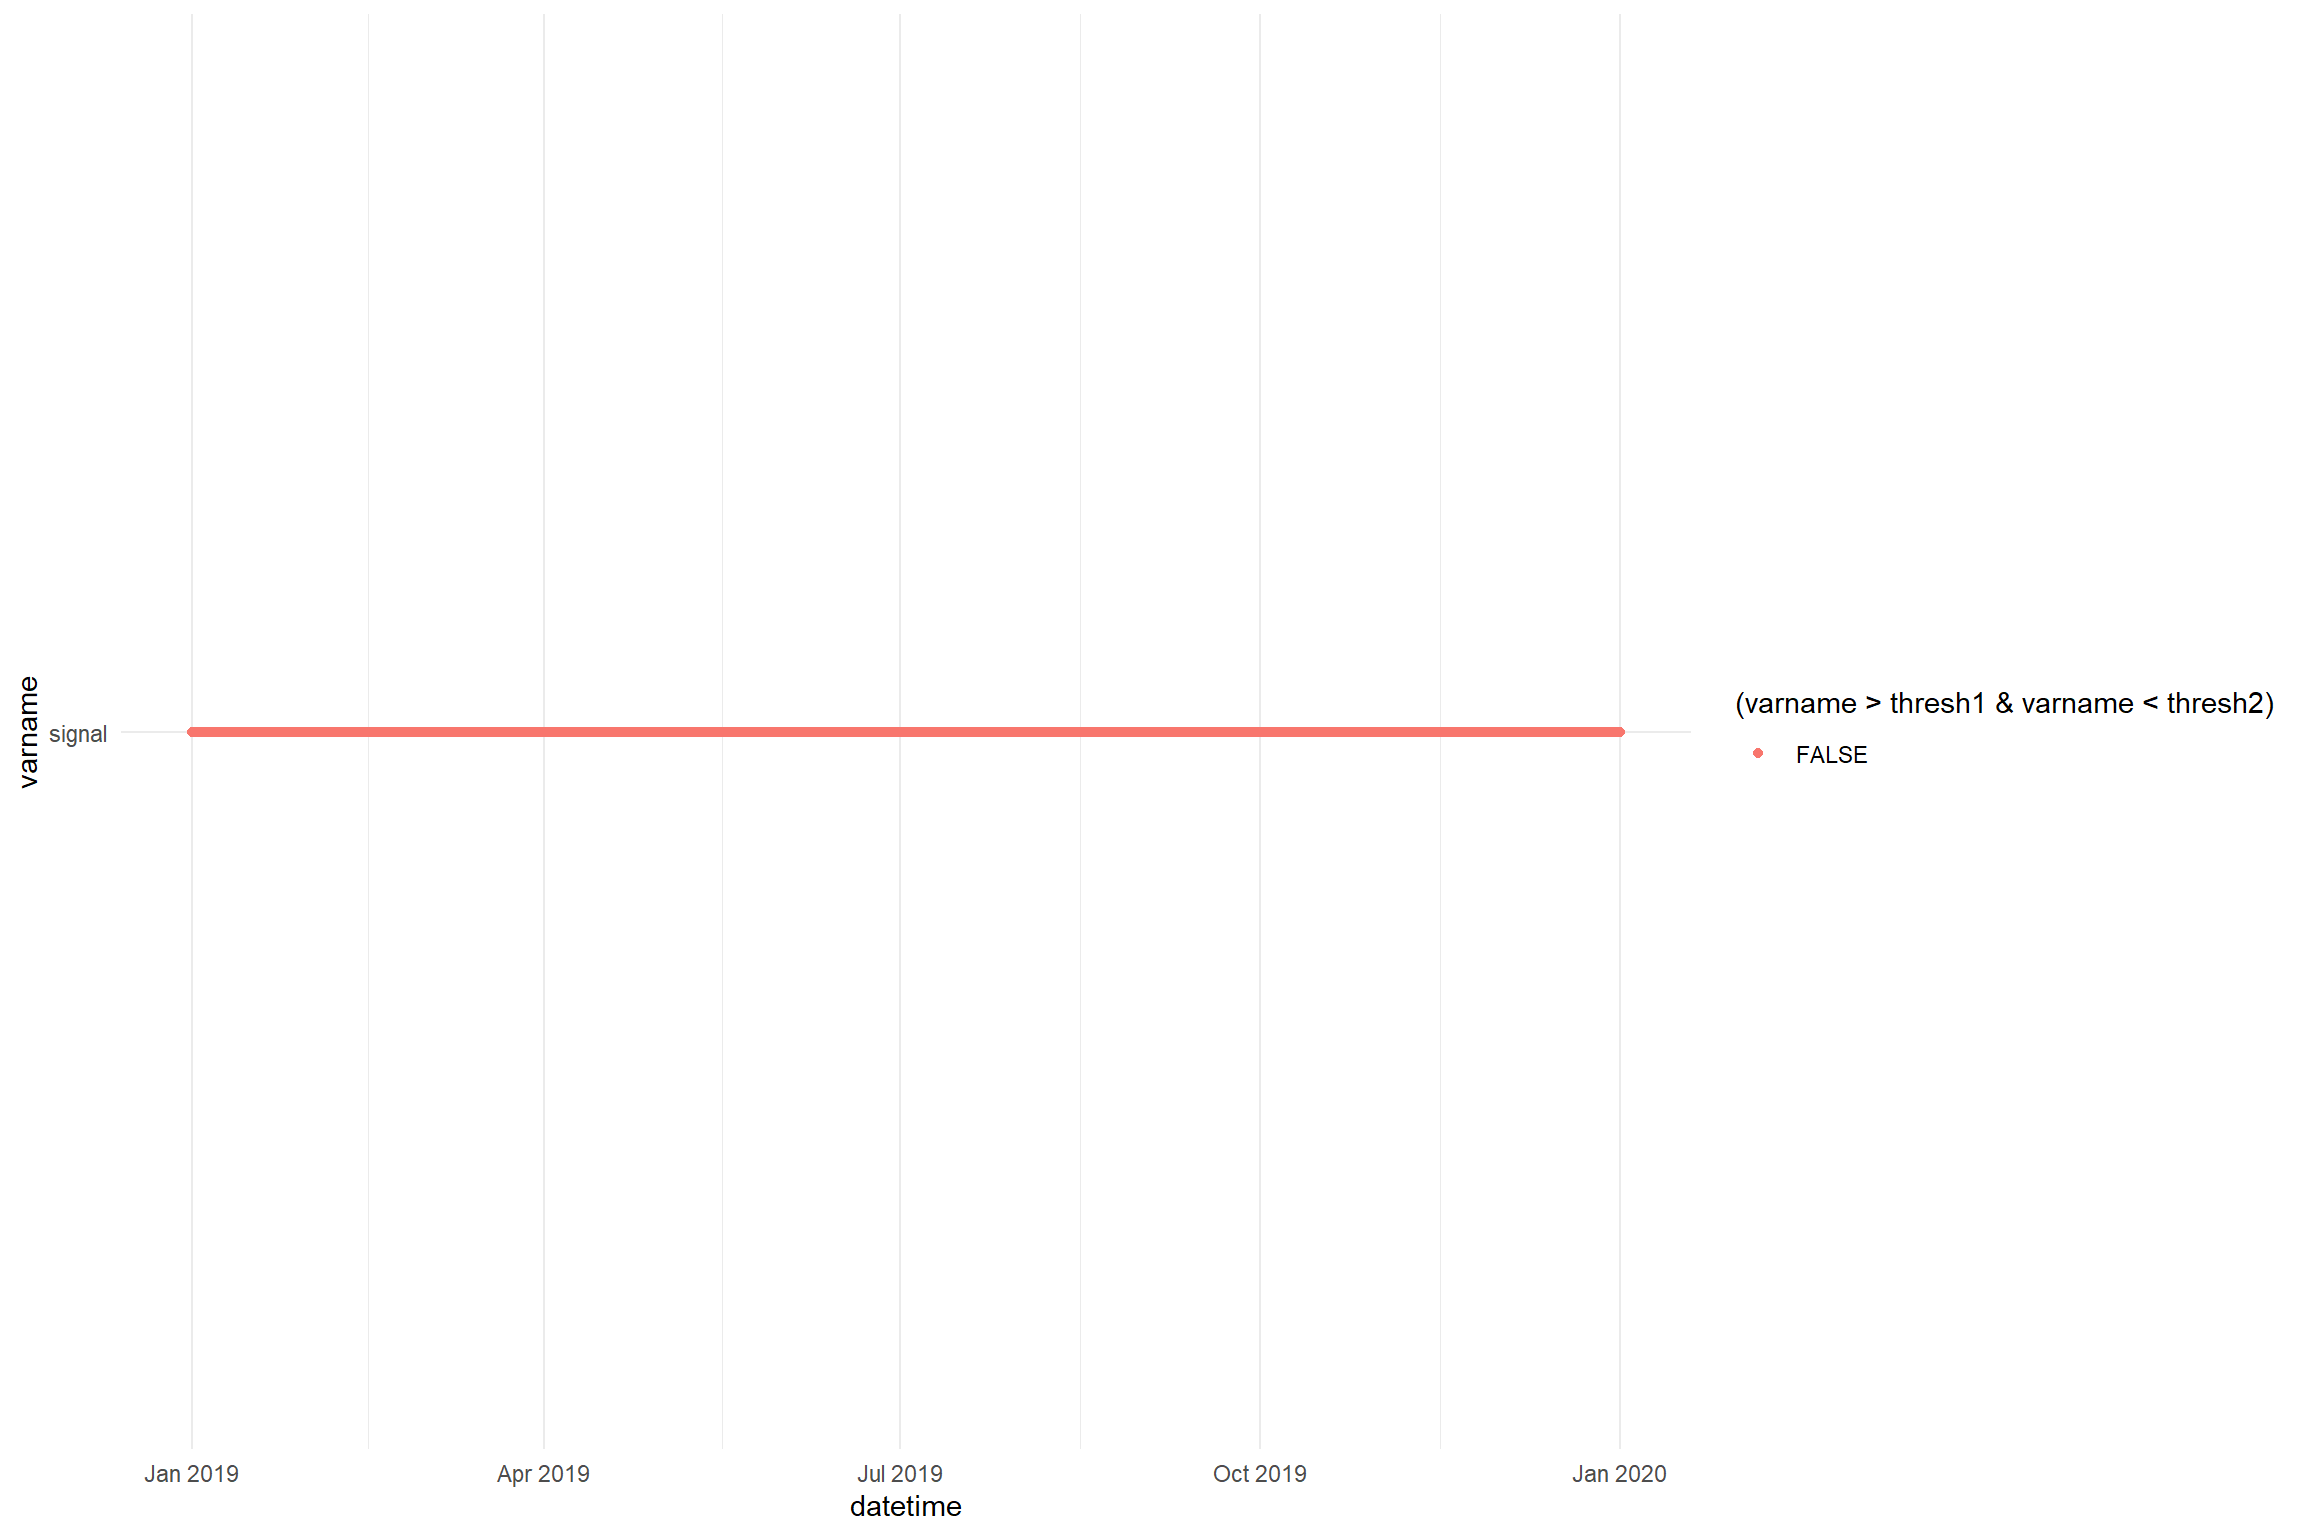 varname
signal
Jan 2019
Apr 2019
Jul 2019
Oct 2019
Jan 2020
datetime
(varname > thresh1 & varname < thresh2)
FALSE